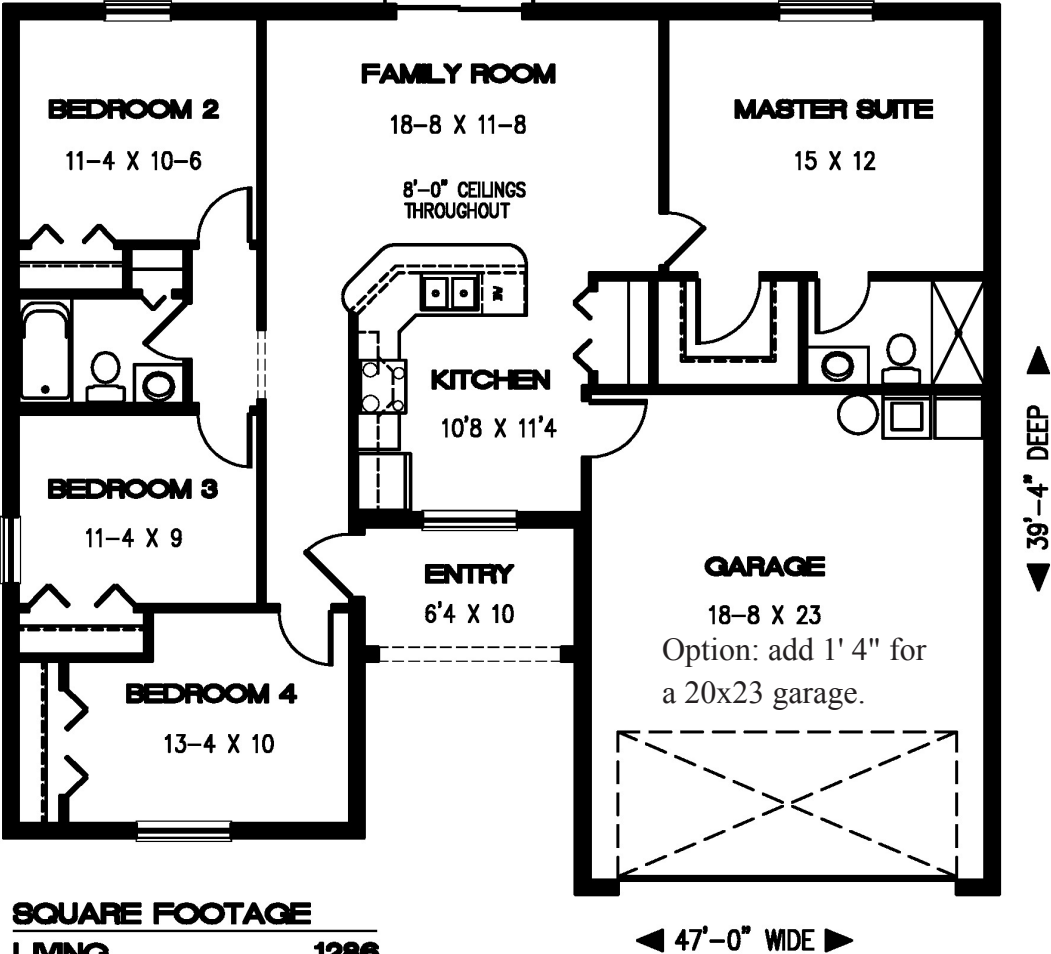 FAMILY ROOM
18-8 X 11-8
8'-0" CEILINGS
THROUGHOUT
BEDROOM 2
11-4 X 10-6
MASTER SUITE
15 X 12
KITCHEN
10'8 X 11'4
BEDROOM 3
11-4 X 9
ENTRY
6'4 X 10
GARAGE
18-8 X 23
Option: add 1' 4" for
a 20x23 garage.
BEDROOM 4
13-4 X 10
39'-4" DEEP
47'-0" WIDE
SQUARE FOOTAGE
LIVING 1286